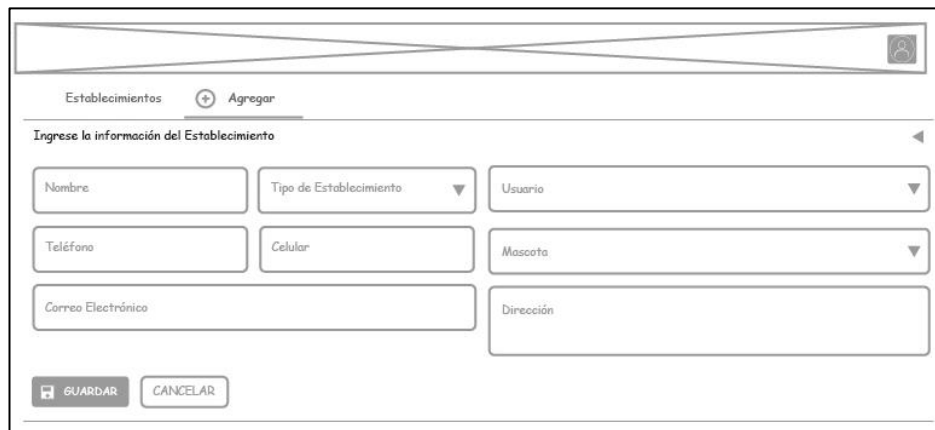 Establecimientos Agregar
Ingrese la información del Establecimiento
Nombre Tipo de Establecimiento Usuario
Teléfono Celular Mascota
Correo Electrónico Dirección
GUARDAR CANCELAR